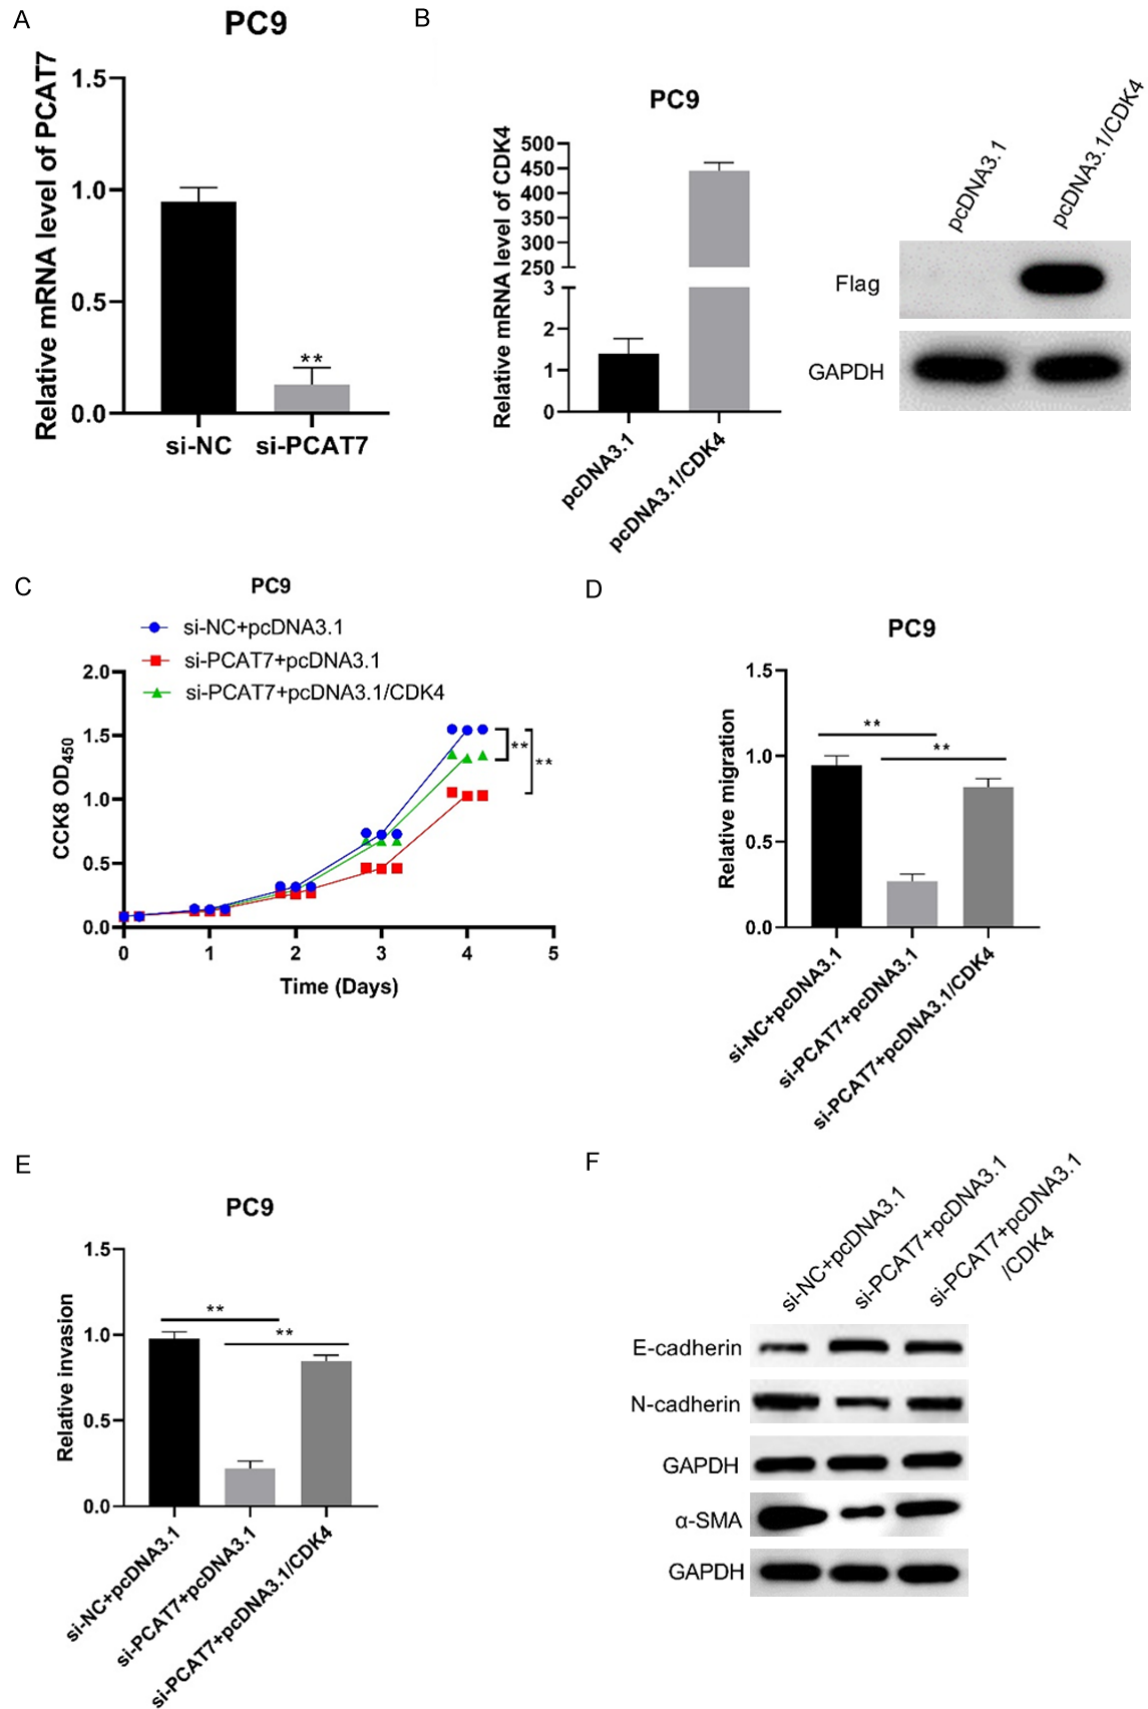 A
PC9
Relative mRNA level of PCAT7
1.5
1.0
0.5
0.0
**
si-NC
si-PCAT7
B
PC9
Relative mRNA level of CDK4
500
450
400
350
300
250
3
2
1
0
pcDNA3.1
pcDNA3.1/CDK4
pcDNA3.1
pcDNA3.1/CDK4
Flag
GAPDH
C
PC9
si-NC+pcDNA3.1
si-PCAT7+pcDNA3.1
si-PCAT7+pcDNA3.1/CDK4
CCK8 OD450
2.0
1.5
1.0
0.5
0.0
**
**
0
1
2
3
4
5
Time (Days)
D
PC9
Relative migration
1.5
1.0
0.5
0.0
**
**
si-NC+pcDNA3.1
si-PCAT7+pcDNA3.1
si-PCAT7+pcDNA3.1/CDK4
E
PC9
Relative invasion
1.5
1.0
0.5
0.0
**
**
si-NC+pcDNA3.1
si-PCAT7+pcDNA3.1
si-PCAT7+pcDNA3.1/CDK4
F
si-NC+pcDNA3.1
si-PCAT7+pcDNA3.1
si-PCAT7+pcDNA3.1
/CDK4
E-cadherin
N-cadherin
GAPDH
α-SMA
GAPDH